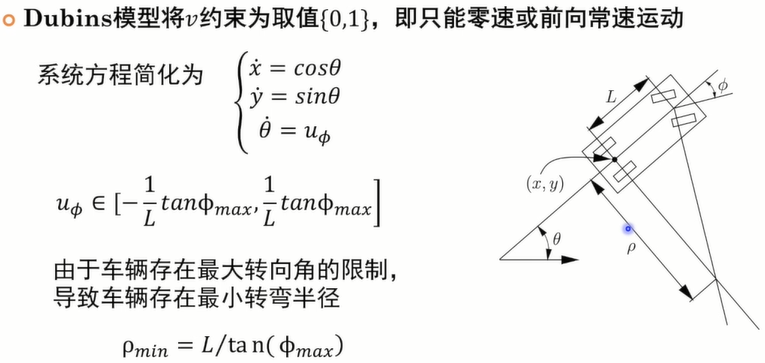 Dubins模型将v约束为取值{0,1}，即只能零速或前向常速运动
系统方程简化为
ẋ = cosθ
ẏ = sinθ
θ̇ = u_ϕ
u_ϕ ∈ [-1/L tanϕ_max, 1/L tanϕ_max]
由于车辆存在最大转向角的限制，
导致车辆存在最小转弯半径
ρ_min = L/tan(ϕ_max)
L
ϕ
(x, y)
θ
ρ